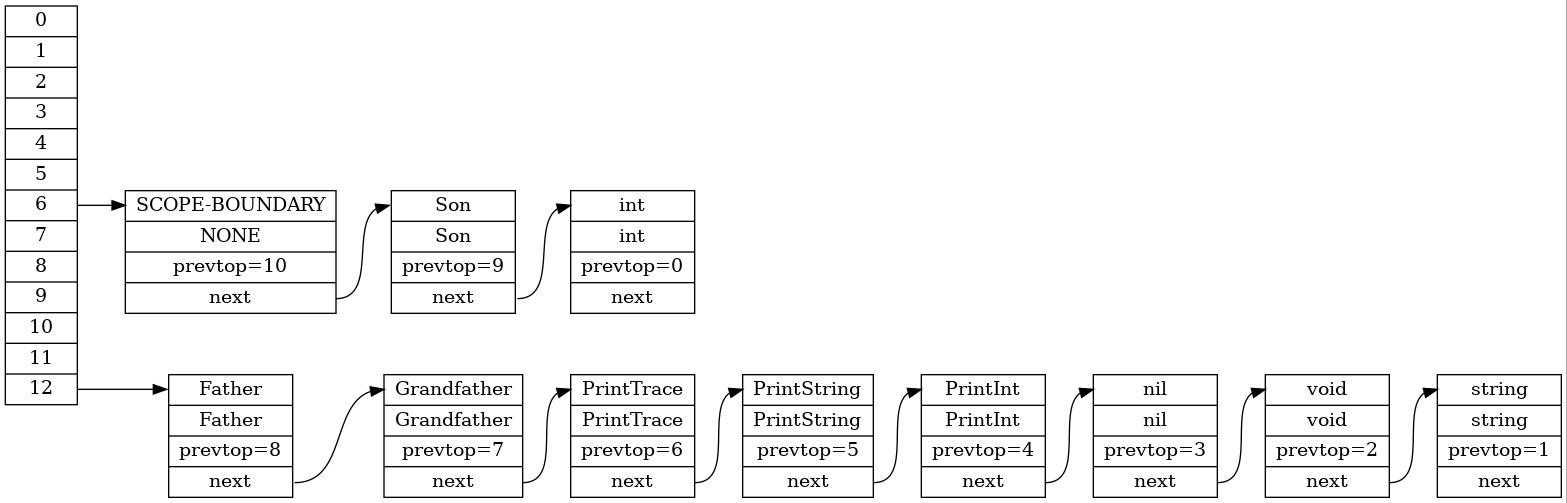 0
1
2
3
4
5
6
7
8
9
10
11
12
SCOPE-BOUNDARY
NONE
prevtop=10
next
Son
Son
prevtop=9
next
int
int
prevtop=0
next
Father
Father
prevtop=8
next
Grandfather
Grandfather
prevtop=7
next
PrintTrace
PrintTrace
prevtop=6
next
PrintString
PrintString
prevtop=5
next
PrintInt
PrintInt
prevtop=4
next
nil
nil
prevtop=3
next
void
void
prevtop=2
next
string
string
prevtop=1
next